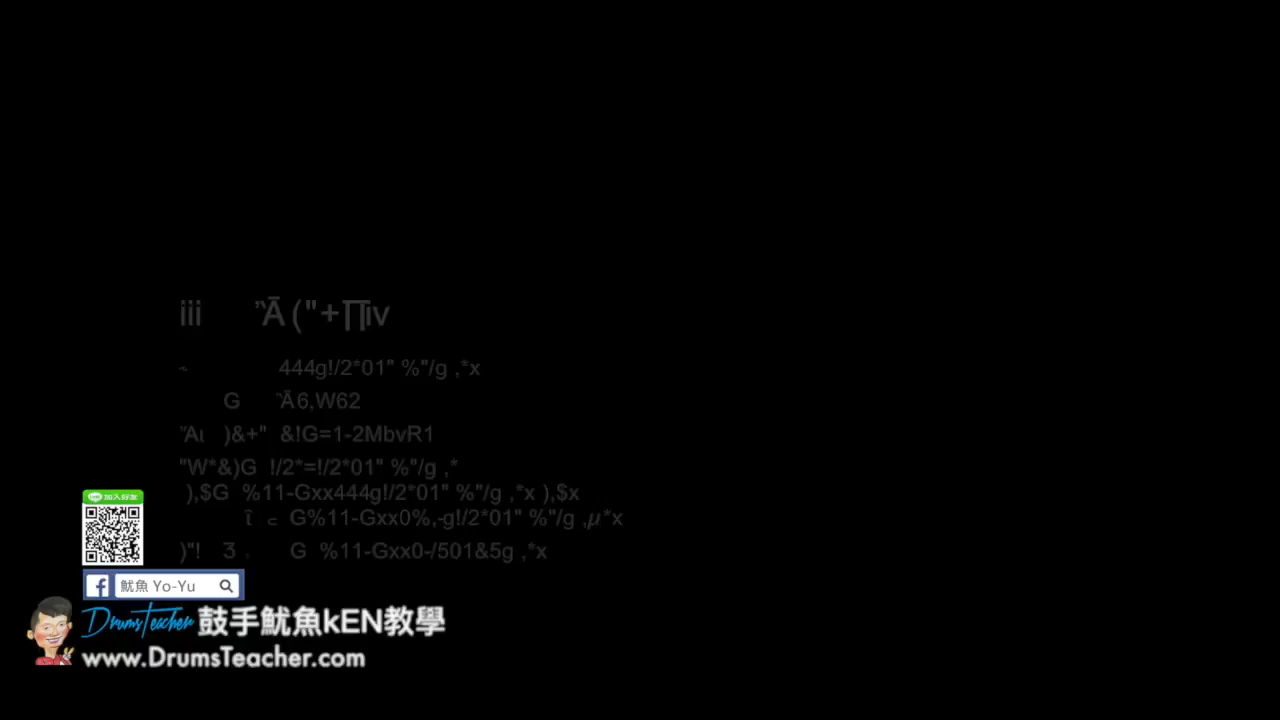 iii ῍Ā ("+∏iv
444g!/2*01" %"/g ,*x
G ῍Ā6,W62
῍Aι )&+" &!G=1-2MbvR1
"W*&)G !/2*=!/2*01" %"/g ,*
),$G %11-Gxx444g!/2*01" %"/g ,*x ),$x
G%11-Gxx0%,-g!/2*01" %"/g ,µ*x
)"! 3 G %11-Gxx0-/501&5g ,*x
LINE 加入好友
魷魚 Yo-Yu
DrumsTeacher 鼓手魷魚kEN教學
www.DrumsTeacher.com